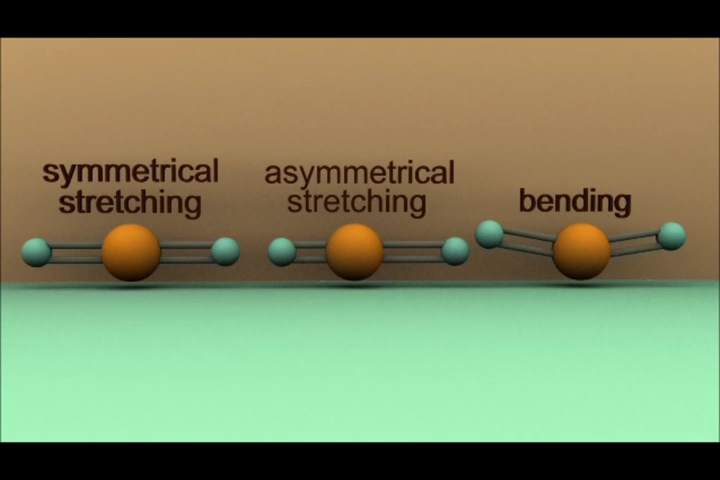 symmetrical
stretching
asymmetrical
stretching
bending